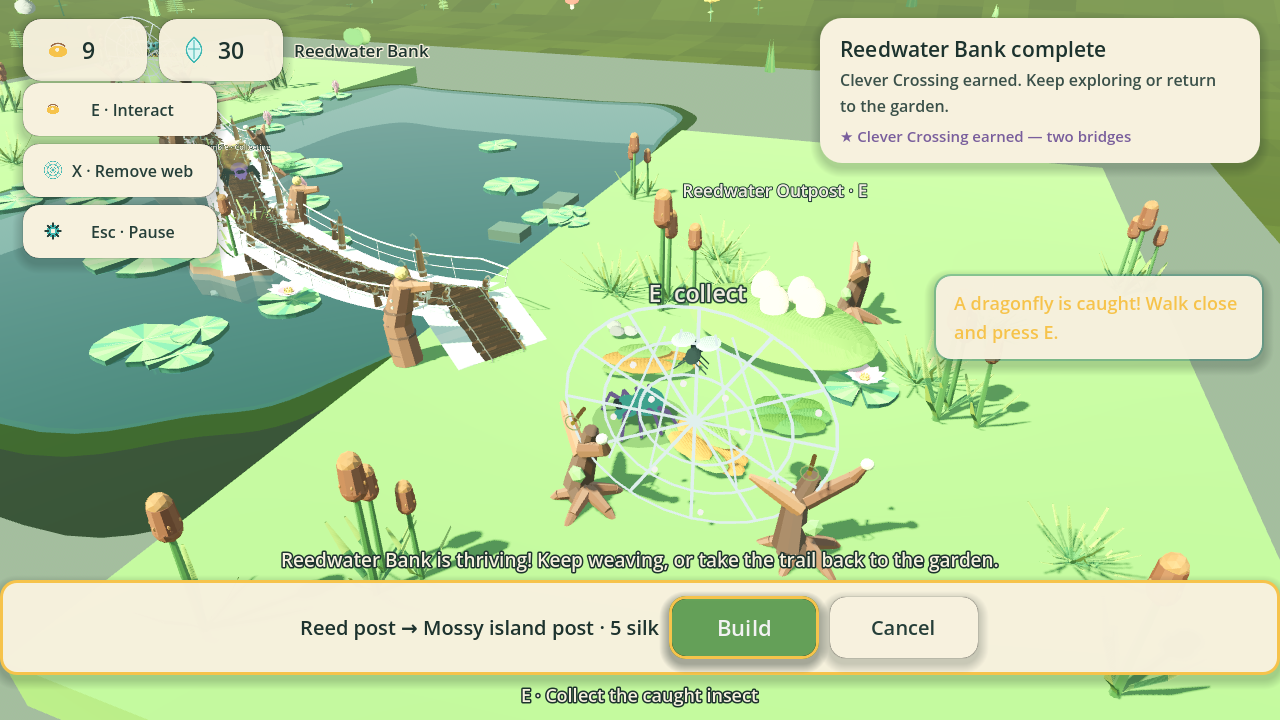 9
30
Reedwater Bank
E · Interact
X · Remove web
Esc · Pause
Reedwater Bank complete
Clever Crossing earned. Keep exploring or return
to the garden.
★ Clever Crossing earned — two bridges
Reedwater Outpost · E
A dragonfly is caught! Walk close
and press E.
E collect
Reedwater Bank is thriving! Keep weaving, or take the trail back to the garden.
Reed post → Mossy island post · 5 silk
Build
Cancel
E · Collect the caught insect